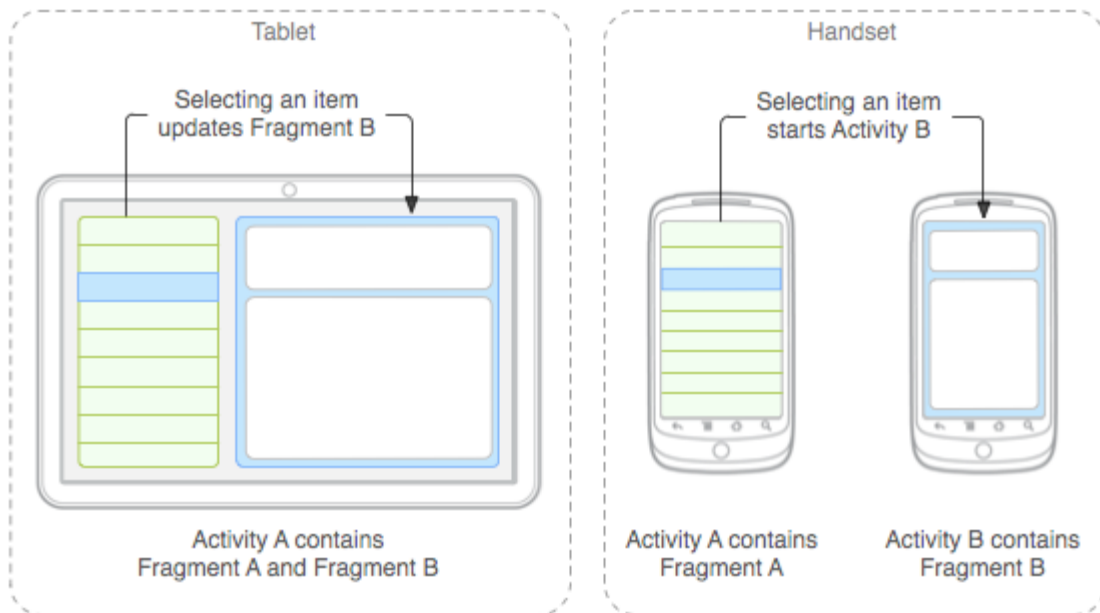 Tablet
Selecting an item
updates Fragment B
Activity A contains
Fragment A and Fragment B
Handset
Selecting an item
starts Activity B
Activity A contains
Fragment A
Activity B contains
Fragment B